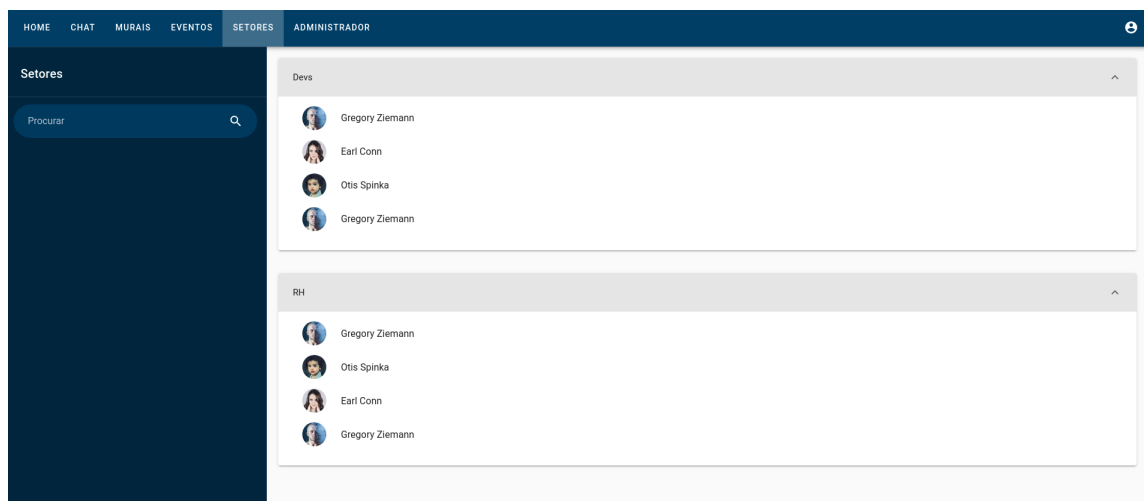 HOME CHAT MURAIS EVENTOS SETORES ADMINISTRADOR
Setores
Procurar
Devs
Gregory Ziemann
Earl Conn
Otis Spinka
Gregory Ziemann
RH
Gregory Ziemann
Otis Spinka
Earl Conn
Gregory Ziemann